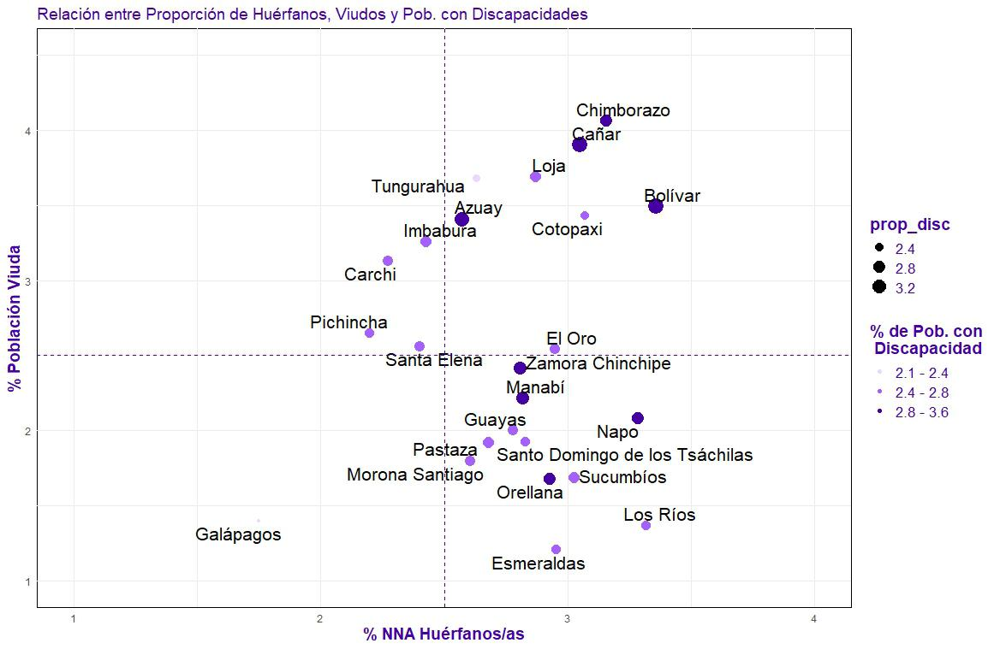 Relación entre Proporción de Huérfanos, Viudos y Pob. con Discapacidades
% Población Viuda
4
3
2
1
Chimborazo
Cañar
Loja
Tungurahua
Bolívar
Azuay
Cotopaxi
Imbabura
Carchi
Pichincha
El Oro
Santa Elena
Zamora Chinchipe
Manabí
Guayas
Napo
Pastaza
Santo Domingo de los Tsáchilas
Morona Santiago
Sucumbíos
Orellana
Los Ríos
Galápagos
Esmeraldas
1
2
3
4
% NNA Huérfanos/as
prop_disc
2.4
2.8
3.2
% de Pob. con
Discapacidad
2.1 - 2.4
2.4 - 2.8
2.8 - 3.6